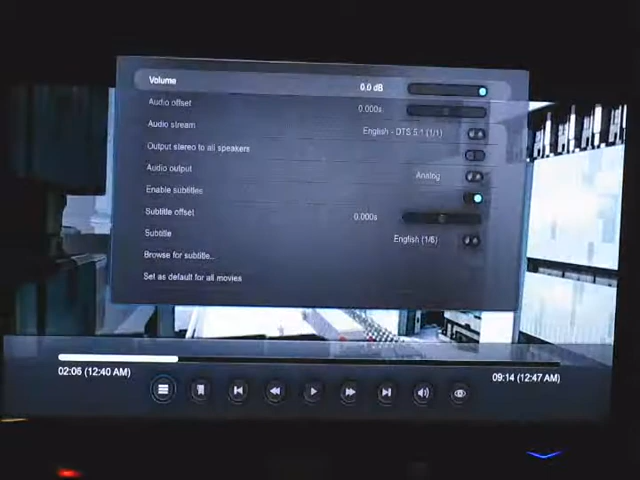 Volume 0.0 dB
Audio offset 0.000s
Audio stream English - DTS 5.1 (1/1)
Output stereo to all speakers
Audio output Analog
Enable subtitles
Subtitle offset 0.000s
Subtitle English (1/6)
Browse for subtitle...
Set as default for all movies
02:06 (12:40 AM) 09:14 (12:47 AM)